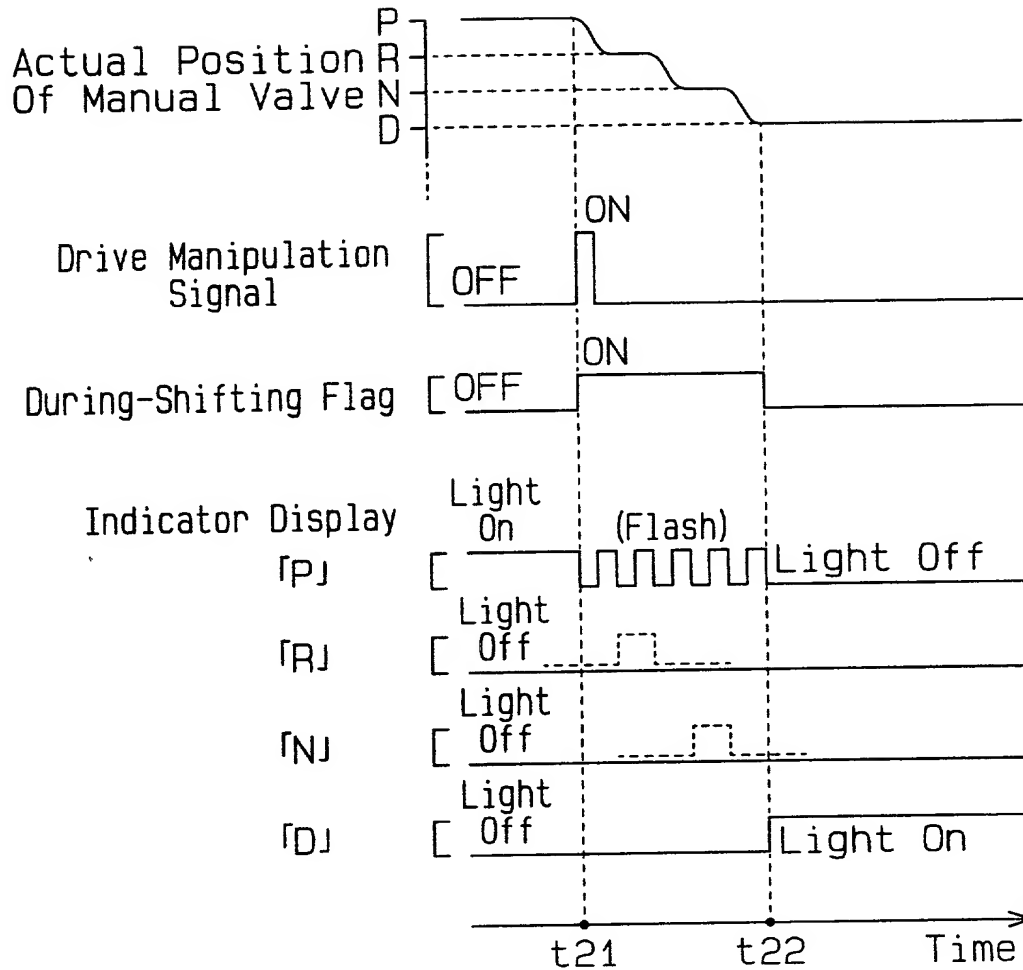 P
Actual Position R
Of Manual Valve N
D
ON
Drive Manipulation
Signal
OFF
ON
During-Shifting Flag
OFF
Light
On
Indicator Display
(Flash)
「P」
Light Off
Light
Off
「R」
Light
Off
「N」
Light
Off
「D」
Light On
t21
t22
Time